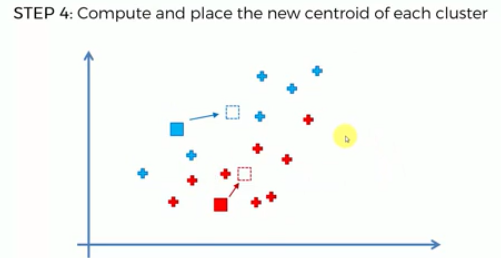 STEP 4: Compute and place the new centroid of each cluster